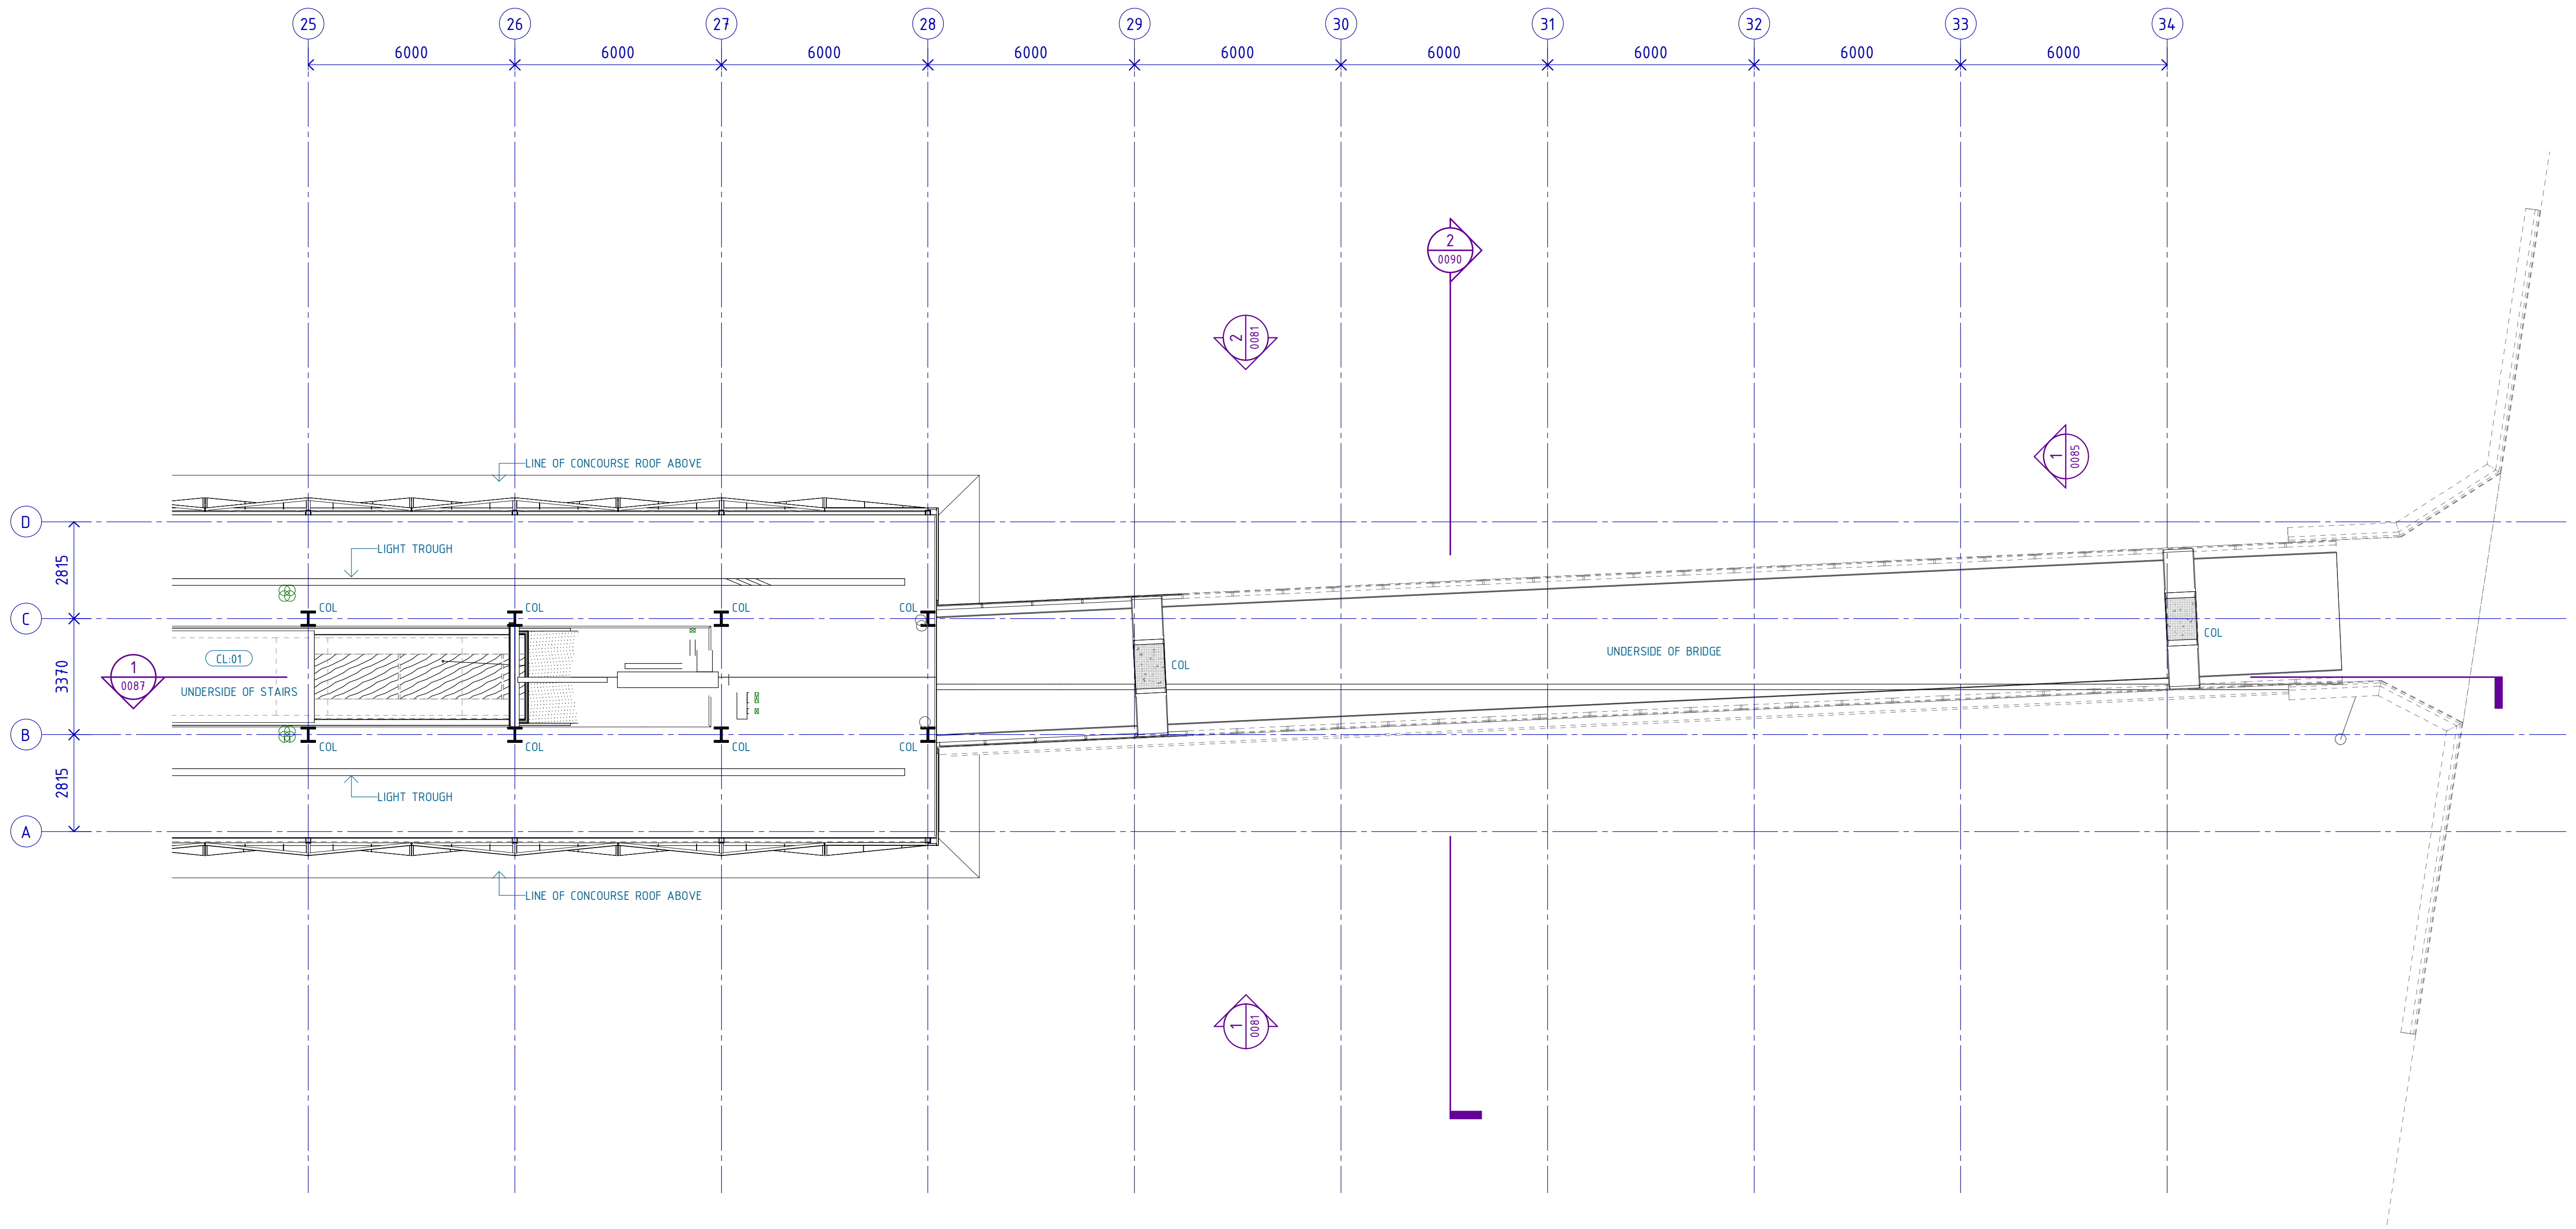 25 26 27 28 29 30 31 32 33 34
6000 6000 6000 6000 6000 6000 6000 6000 6000
2
0090
2
0081
1
0085
LINE OF CONCOURSE ROOF ABOVE
D
LIGHT TROUGH
2815
COL COL COL COL
C
COL
UNDERSIDE OF BRIDGE
CL:01
COL
3370
1
0087
UNDERSIDE OF STAIRS
B
COL COL COL COL
2815
LIGHT TROUGH
A
LINE OF CONCOURSE ROOF ABOVE
1
0081